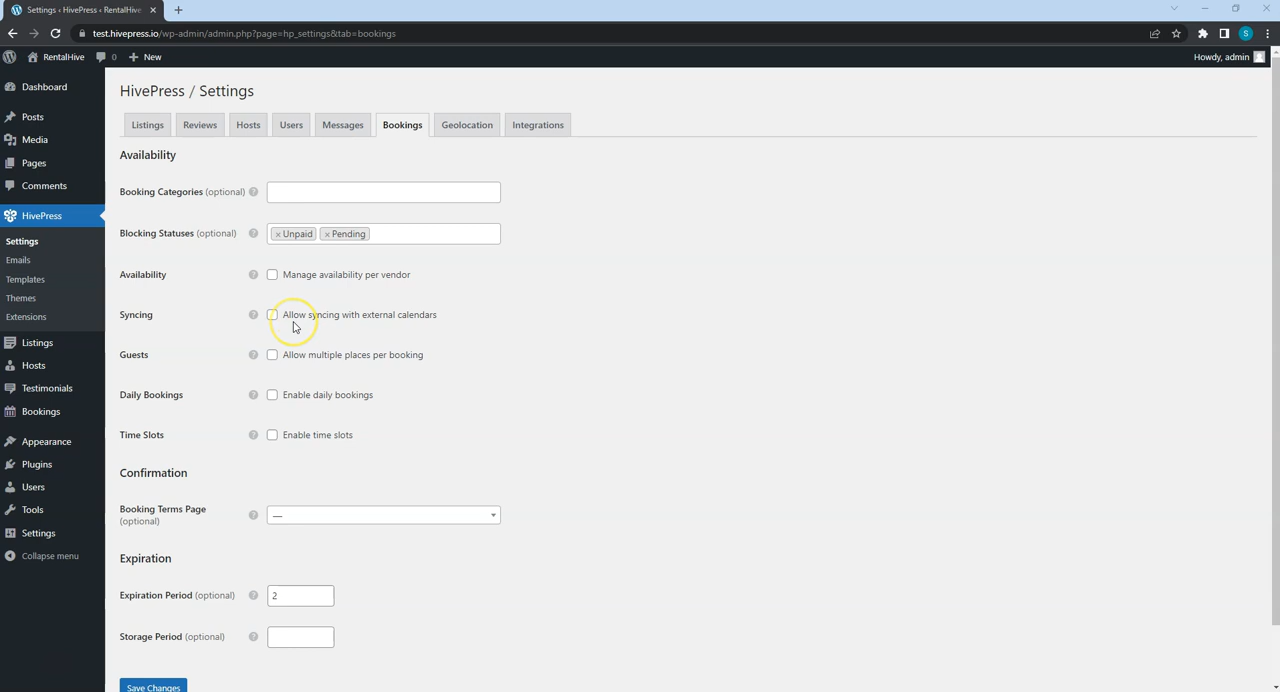 Settings ‹ HivePress ‹ RentalHive
test.hivepress.io/wp-admin/admin.php?page=hp_settings&tab=bookings
S
RentalHive
0
New
Howdy, admin
Dashboard
Posts
Media
Pages
Comments
HivePress
Settings
Emails
Templates
Themes
Extensions
Listings
Hosts
Testimonials
Bookings
Appearance
Plugins
Users
Tools
Settings
Collapse menu
HivePress / Settings
Listings
Reviews
Hosts
Users
Messages
Bookings
Geolocation
Integrations
Availability
Booking Categories (optional) ?
Blocking Statuses (optional) ? × Unpaid × Pending
Availability ? Manage availability per vendor
Syncing ? Allow syncing with external calendars
Guests ? Allow multiple places per booking
Daily Bookings ? Enable daily bookings
Time Slots ? Enable time slots
Confirmation
Booking Terms Page
(optional) ? —
Expiration
Expiration Period (optional) ? 2
Storage Period (optional) ?
Save Changes